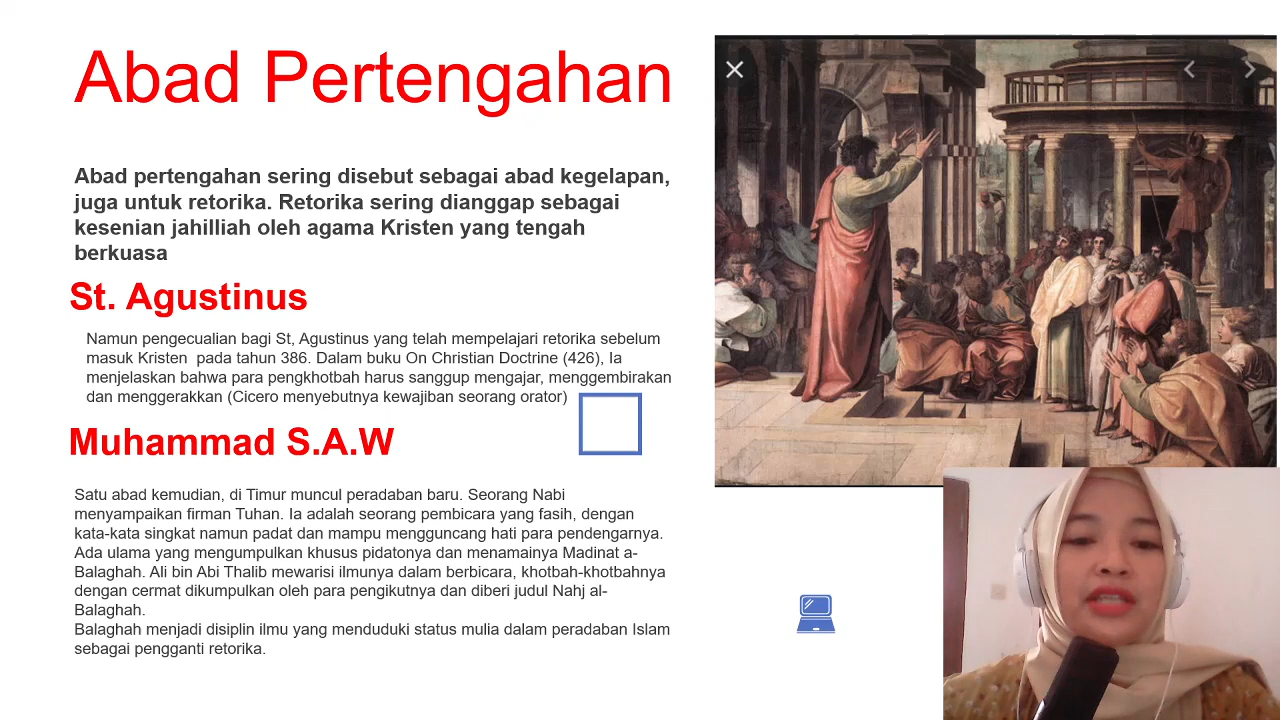 Abad Pertengahan
Abad pertengahan sering disebut sebagai abad kegelapan,
juga untuk retorika. Retorika sering dianggap sebagai
kesenian jahilliah oleh agama Kristen yang tengah
berkuasa
St. Agustinus
Namun pengecualian bagi St, Agustinus yang telah mempelajari retorika sebelum
masuk Kristen  pada tahun 386. Dalam buku On Christian Doctrine (426), Ia
menjelaskan bahwa para pengkhotbah harus sanggup mengajar, menggembirakan
dan menggerakkan (Cicero menyebutnya kewajiban seorang orator)
Muhammad S.A.W
Satu abad kemudian, di Timur muncul peradaban baru. Seorang Nabi
menyampaikan firman Tuhan. Ia adalah seorang pembicara yang fasih, dengan
kata-kata singkat namun padat dan mampu mengguncang hati para pendengarnya.
Ada ulama yang mengumpulkan khusus pidatonya dan menamainya Madinat a-
Balaghah. Ali bin Abi Thalib mewarisi ilmunya dalam berbicara, khotbah-khotbahnya
dengan cermat dikumpulkan oleh para pengikutnya dan diberi judul Nahj al-
Balaghah.
Balaghah menjadi disiplin ilmu yang menduduki status mulia dalam peradaban Islam
sebagai pengganti retorika.